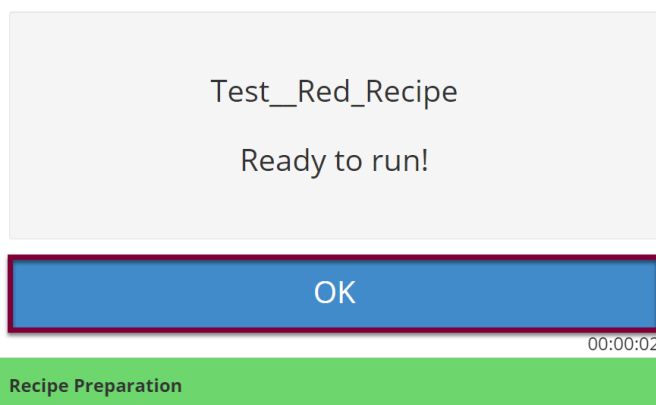 Test__Red_Recipe
Ready to run!
OK
00:00:02
Recipe Preparation